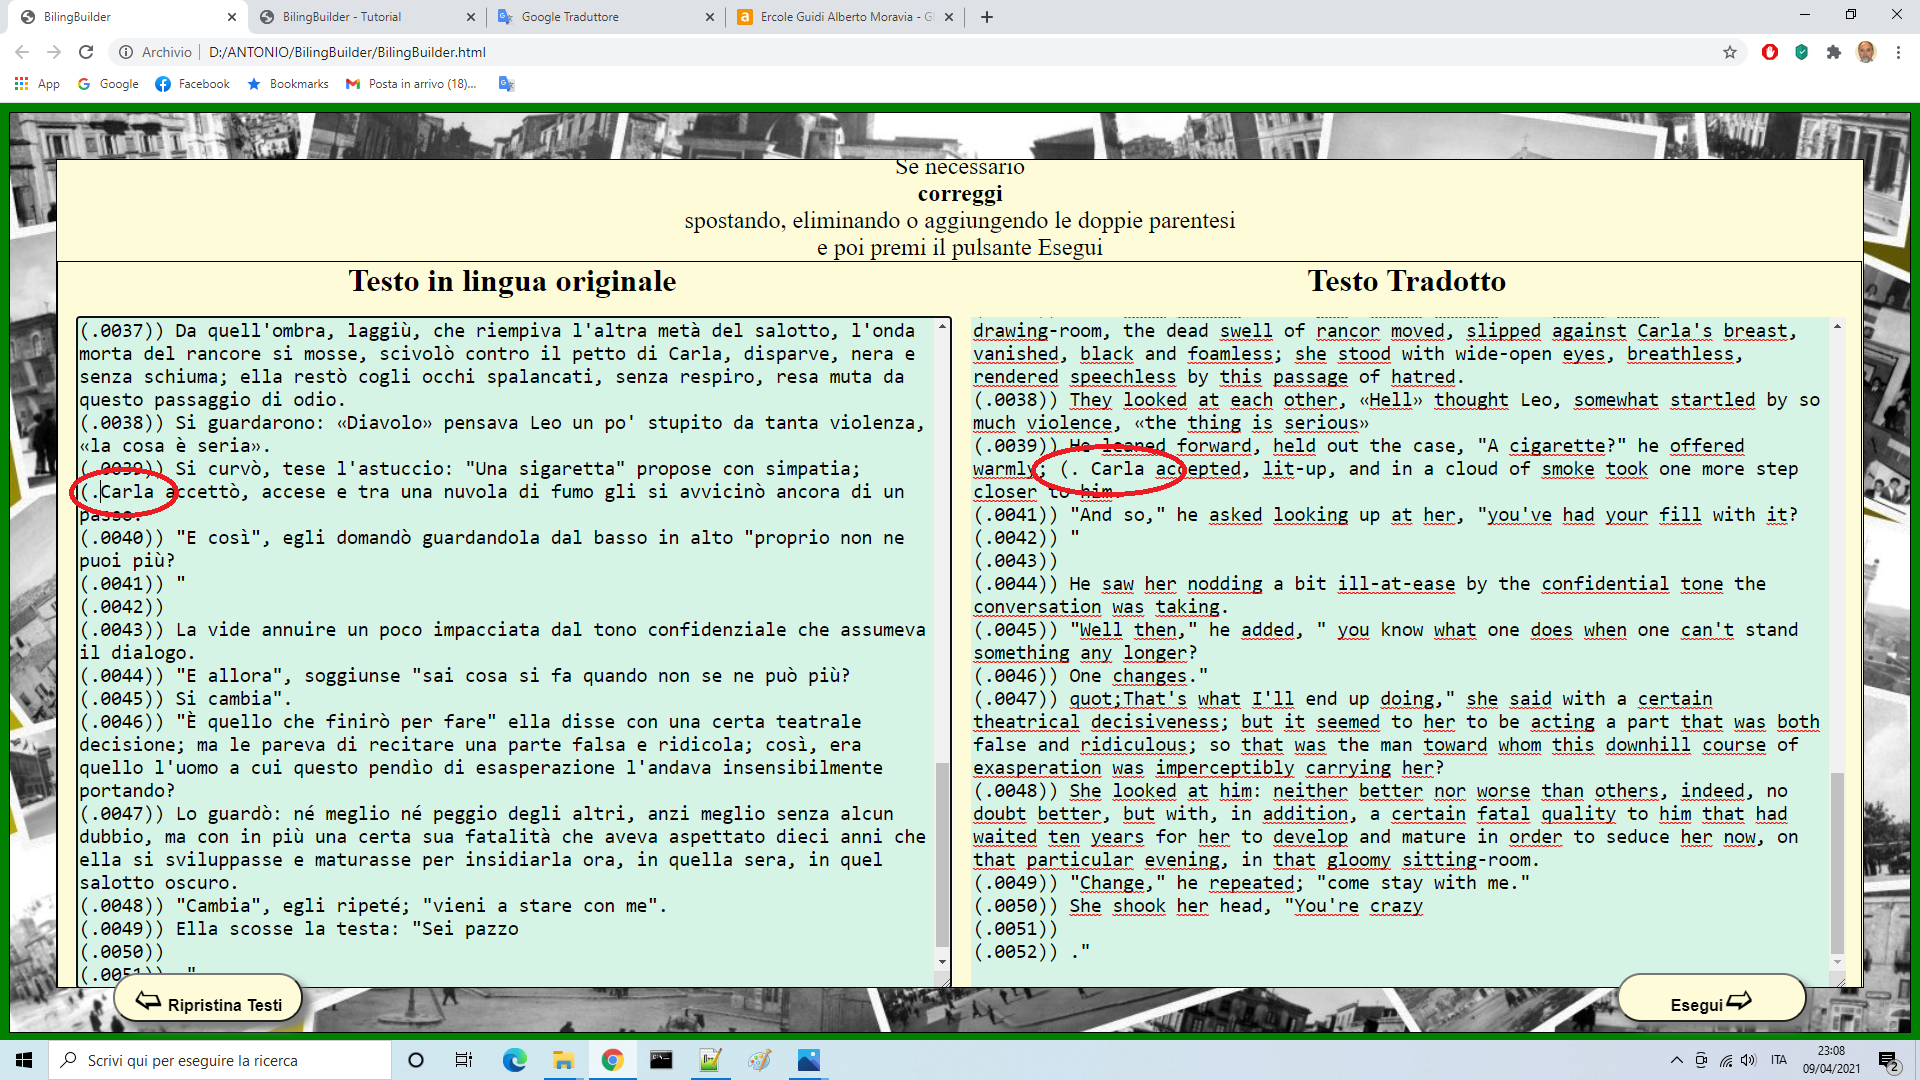 BilingBuilder
BilingBuilder - Tutorial
Google Traduttore
Ercole Guidi Alberto Moravia - Gl
Archivio
D:/ANTONIO/BilingBuilder/BilingBuilder.html
App
Google
Facebook
Bookmarks
Posta in arrivo (18)...
Se necessario
correggi
spostando, eliminando o aggiungendo le doppie parentesi
e poi premi il pulsante Esegui
Testo in lingua originale
(.0037)) Da quell'ombra, laggiù, che riempiva l'altra metà del salotto, l'onda
morta del rancore si mosse, scivolò contro il petto di Carla, disparve, nera e
senza schiuma; ella restò cogli occhi spalancati, senza respiro, resa muta da
questo passaggio di odio.
(.0038)) Si guardarono: «Diavolo» pensava Leo un po' stupito da tanta violenza,
«la cosa è seria».
(.0039)) Si curvò, tese l'astuccio: "Una sigaretta" propose con simpatia;
(.Carla accettò, accese e tra una nuvola di fumo gli si avvicinò ancora di un
passo.
(.0040)) "E così", egli domandò guardandola dal basso in alto "proprio non ne
puoi più?
(.0041)) "
(.0042))
(.0043)) La vide annuire un poco impacciata dal tono confidenziale che assumeva
il dialogo.
(.0044)) "E allora", soggiunse "sai cosa si fa quando non se ne può più?
(.0045)) Si cambia".
(.0046)) "È quello che finirò per fare" ella disse con una certa teatrale
decisione; ma le pareva di recitare una parte falsa e ridicola; così, era
quello l'uomo a cui questo pendìo di esasperazione l'andava insensibilmente
portando?
(.0047)) Lo guardò: né meglio né peggio degli altri, anzi meglio senza alcun
dubbio, ma con in più una certa sua fatalità che aveva aspettato dieci anni che
ella si sviluppasse e maturasse per insidiarla ora, in quella sera, in quel
salotto oscuro.
(.0048)) "Cambia", egli ripeté; "vieni a stare con me".
(.0049)) Ella scosse la testa: "Sei pazzo
(.0050))
(.0051)) ."
Testo Tradotto
drawing-room, the dead swell of rancor moved, slipped against Carla's breast,
vanished, black and foamless; she stood with wide-open eyes, breathless,
rendered speechless by this passage of hatred.
(.0038)) They looked at each other, «Hell» thought Leo, somewhat startled by so
much violence, «the thing is serious»
(.0039)) He leaned forward, held out the case, "A cigarette?" he offered
warmly; (. Carla accepted, lit-up, and in a cloud of smoke took one more step
closer to him.
(.0041)) "And so," he asked looking up at her, "you've had your fill with it?
(.0042)) "
(.0043))
(.0044)) He saw her nodding a bit ill-at-ease by the confidential tone the
conversation was taking.
(.0045)) "Well then," he added, " you know what one does when one can't stand
something any longer?
(.0046)) One changes."
(.0047)) quot;That's what I'll end up doing," she said with a certain
theatrical decisiveness; but it seemed to her to be acting a part that was both
false and ridiculous; so that was the man toward whom this downhill course of
exasperation was imperceptibly carrying her?
(.0048)) She looked at him: neither better nor worse than others, indeed, no
doubt better, but with, in addition, a certain fatal quality to him that had
waited ten years for her to develop and mature in order to seduce her now, on
that particular evening, in that gloomy sitting-room.
(.0049)) "Change," he repeated; "come stay with me."
(.0050)) She shook her head, "You're crazy
(.0051))
(.0052)) ."
Ripristina Testi
Esegui
Scrivi qui per eseguire la ricerca
ITA
23:08
09/04/2021
2